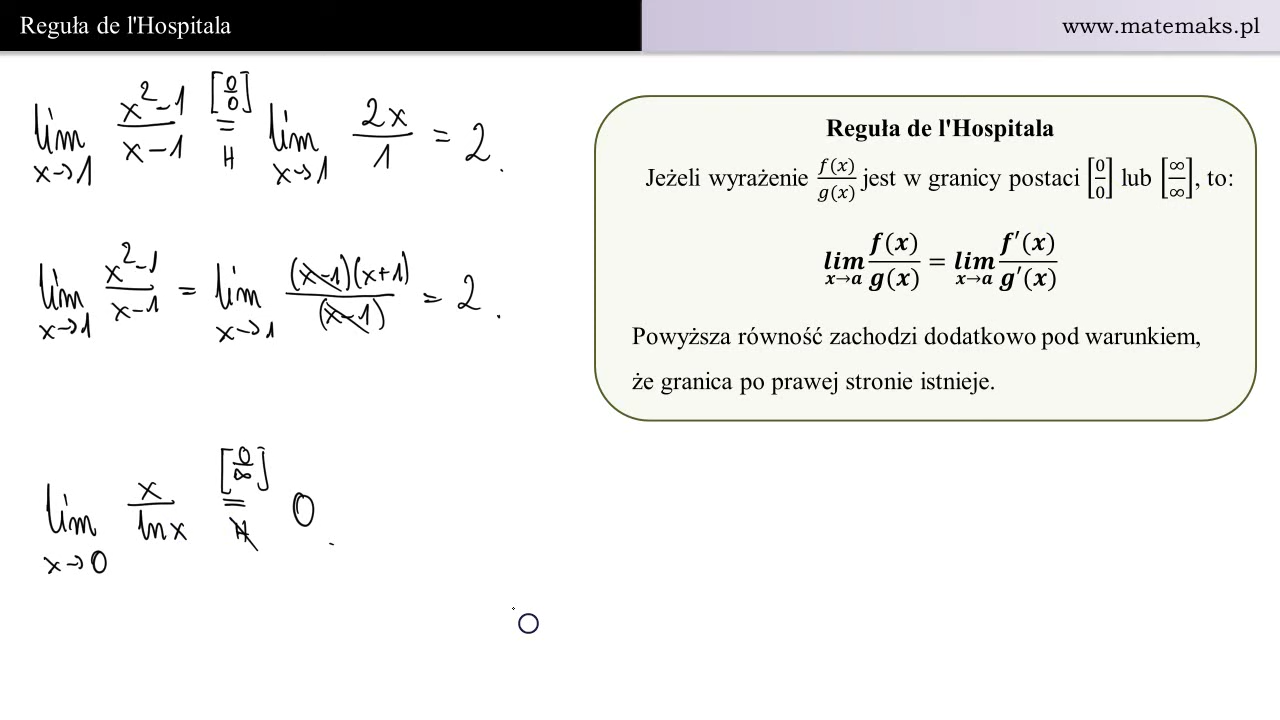 Reguła de l'Hospitala
www.matemaks.pl
lim x→1 (x²-1)/(x-1) =[0/0] H lim x→1 2x/1 = 2.
lim x→1 (x²-1)/(x-1) = lim x→1 (x-1)(x+1)/(x-1) = 2.
lim x→0 x/ln x =[0/∞] H 0.
Reguła de l'Hospitala
Jeżeli wyrażenie f(x)/g(x) jest w granicy postaci [0/0] lub [∞/∞], to:
lim x→a f(x)/g(x) = lim x→a f'(x)/g'(x)
Powyższa równość zachodzi dodatkowo pod warunkiem,
że granica po prawej stronie istnieje.